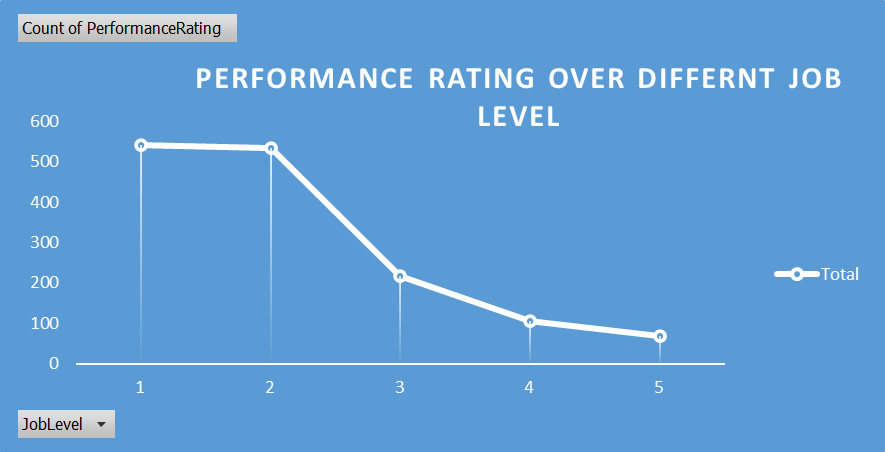 Count of PerformanceRating
PERFORMANCE RATING OVER DIFFERNT JOB
LEVEL
600
500
400
300
200
100
0
1 2 3 4 5
Total
JobLevel